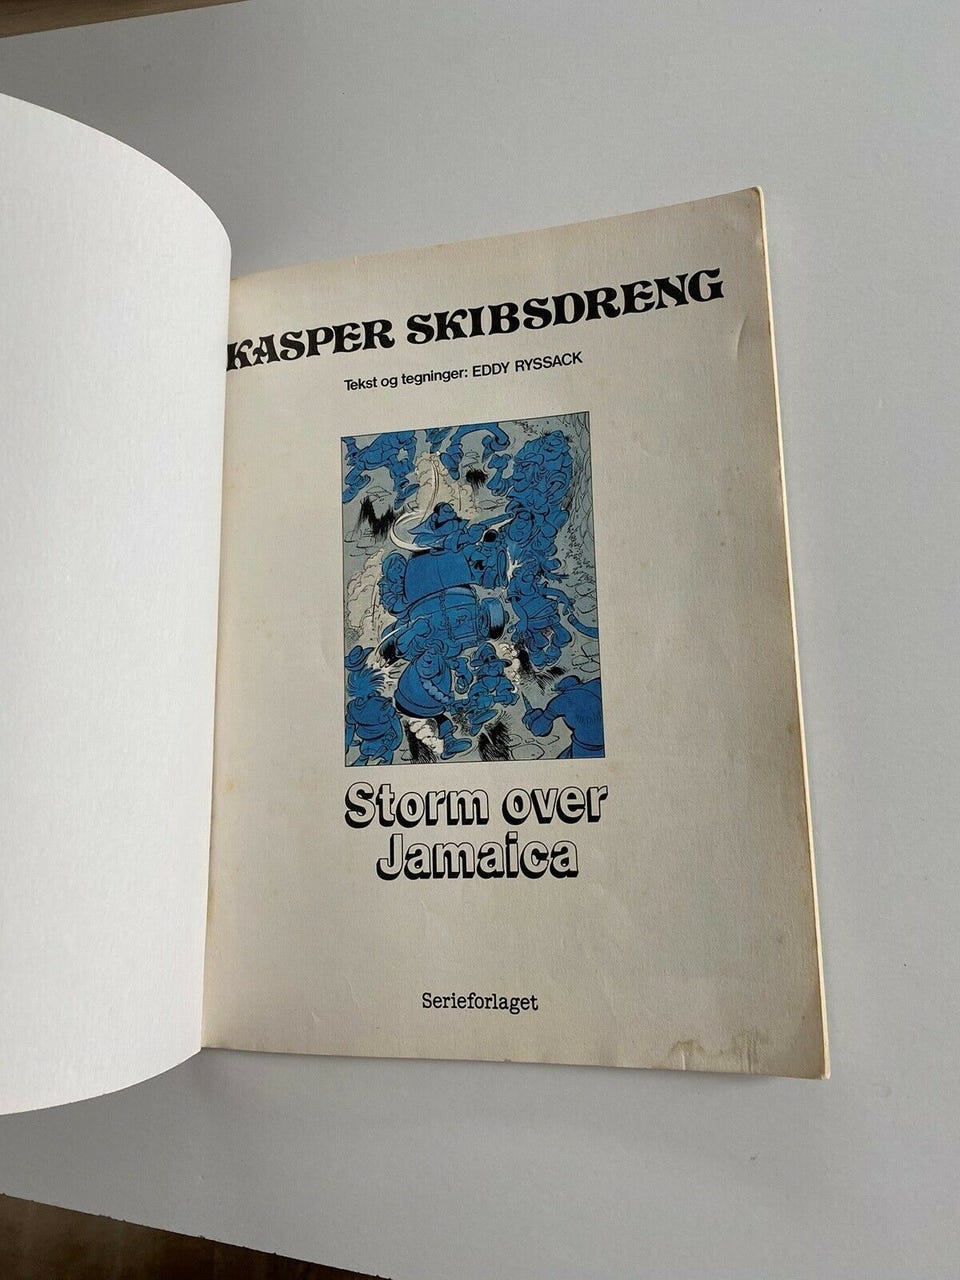 KASPER SKIBSDRENG
Tekst og tegninger: EDDY RYSSACK
Storm over
Jamaica
Serieforlaget